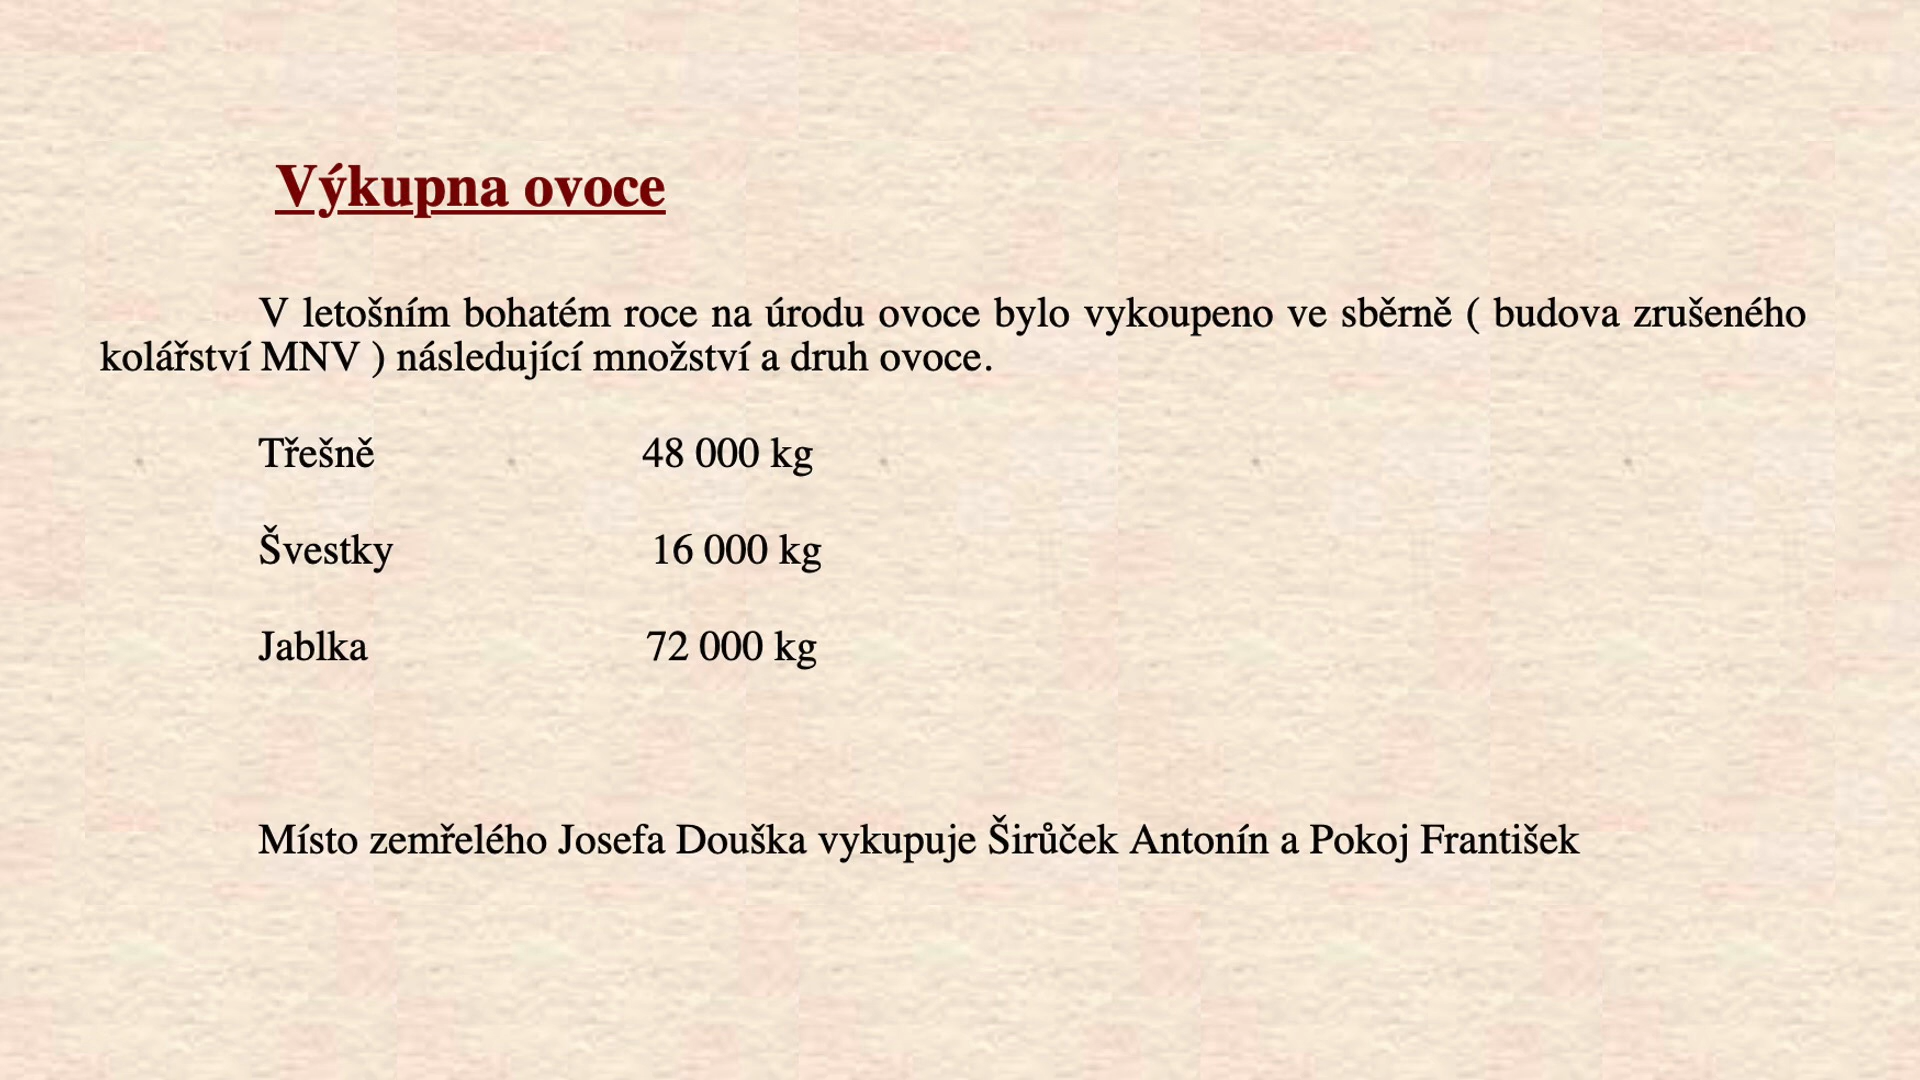 Výkupna ovoce
V letošním bohatém roce na úrodu ovoce bylo vykoupeno ve sběrně ( budova zrušeného
kolářství MNV ) následující množství a druh ovoce.
Třešně 48 000 kg
Švestky 16 000 kg
Jablka 72 000 kg
Místo zemřelého Josefa Douška vykupuje Širůček Antonín a Pokoj František